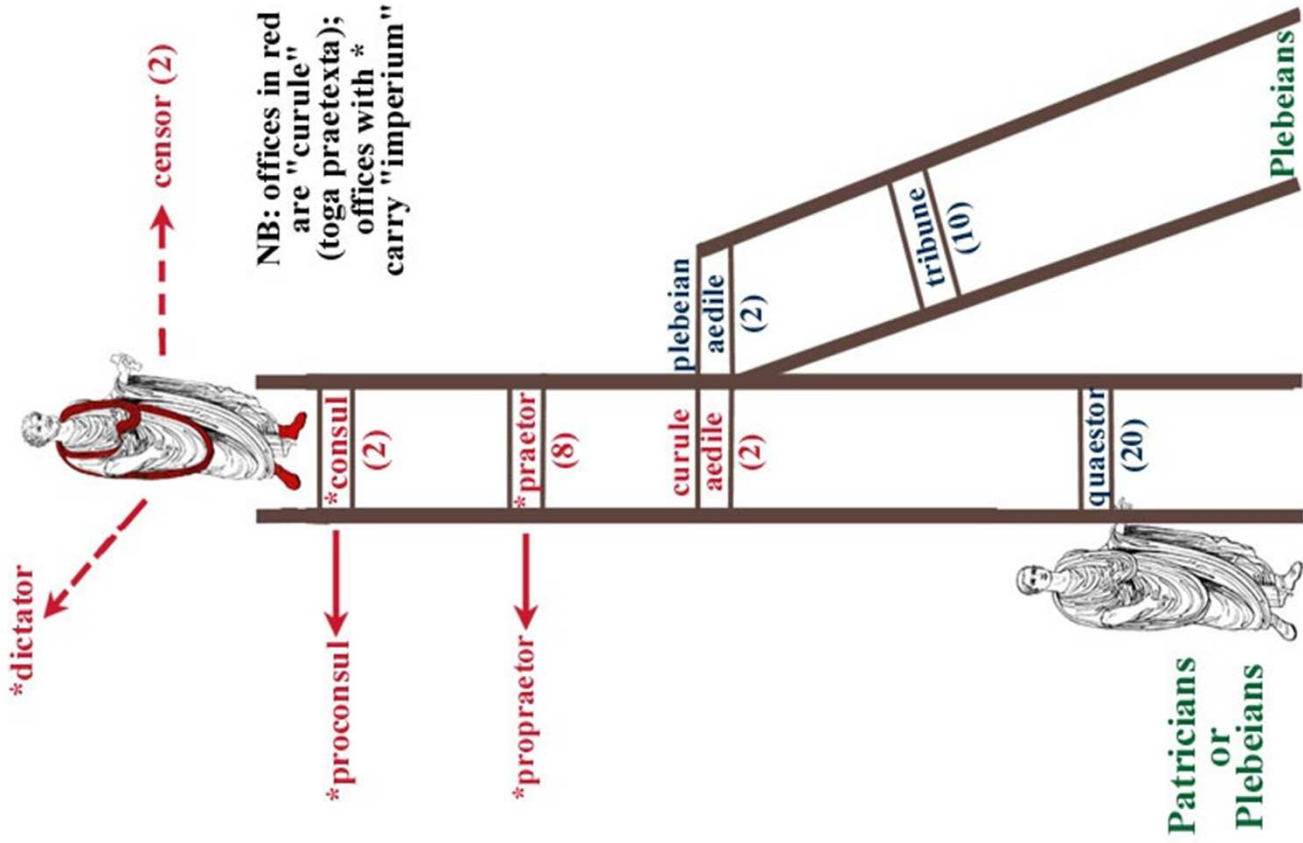 *dictator
censor (2)
NB: offices in red
are "curule"
(toga praetexta);
offices with *
carry "imperium"
*proconsul
*consul
(2)
*propraetor
*praetor
(8)
curule
aedile
(2)
plebeian
aedile
(2)
tribune
(10)
quaestor
(20)
Patricians
or
Plebeians
Plebeians